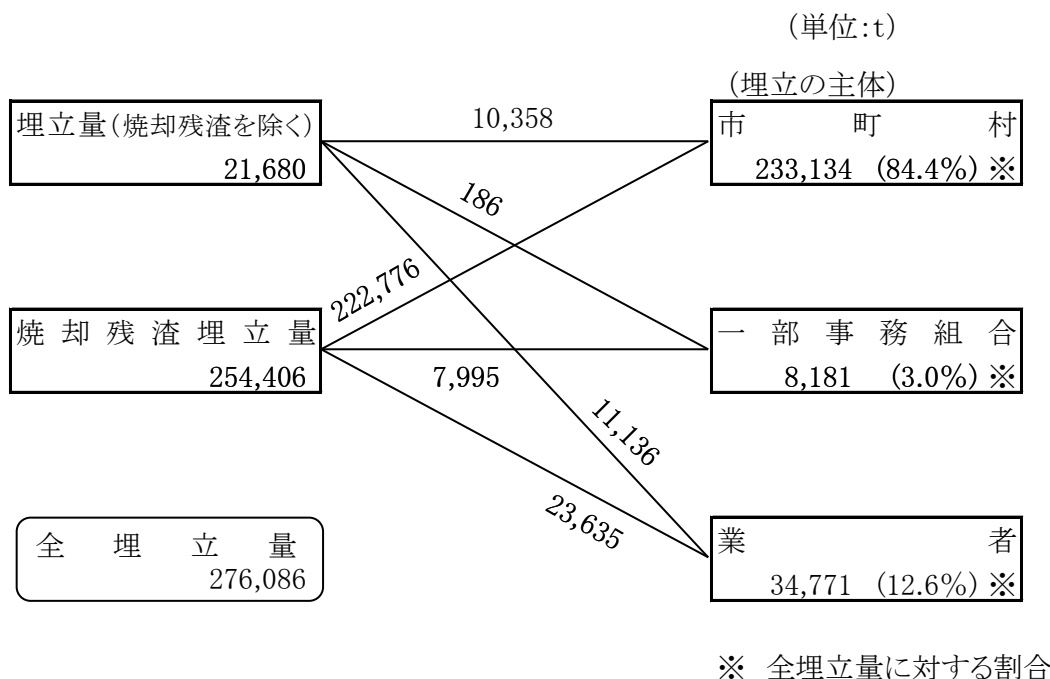 （単位：t）
（埋立の主体）
埋立量（焼却残渣を除く）
21,680
10,358
市町村
233,134 (84.4%) ※
186
222,776
焼却残渣埋立量
254,406
7,995
一部事務組合
8,181 (3.0%) ※
11,136
23,635
全埋立量
276,086
業者
34,771 (12.6%) ※
※ 全埋立量に対する割合